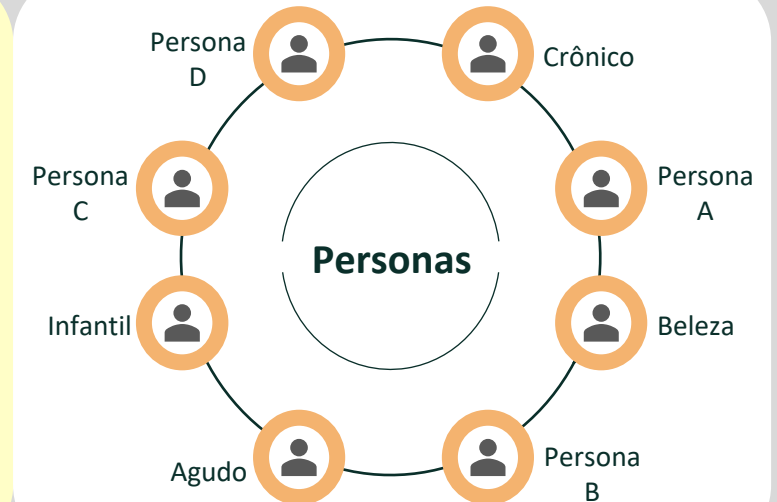 Persona
D
Crônico
Persona
C
Persona
A
Personas
Infantil
Beleza
Agudo
Persona
B